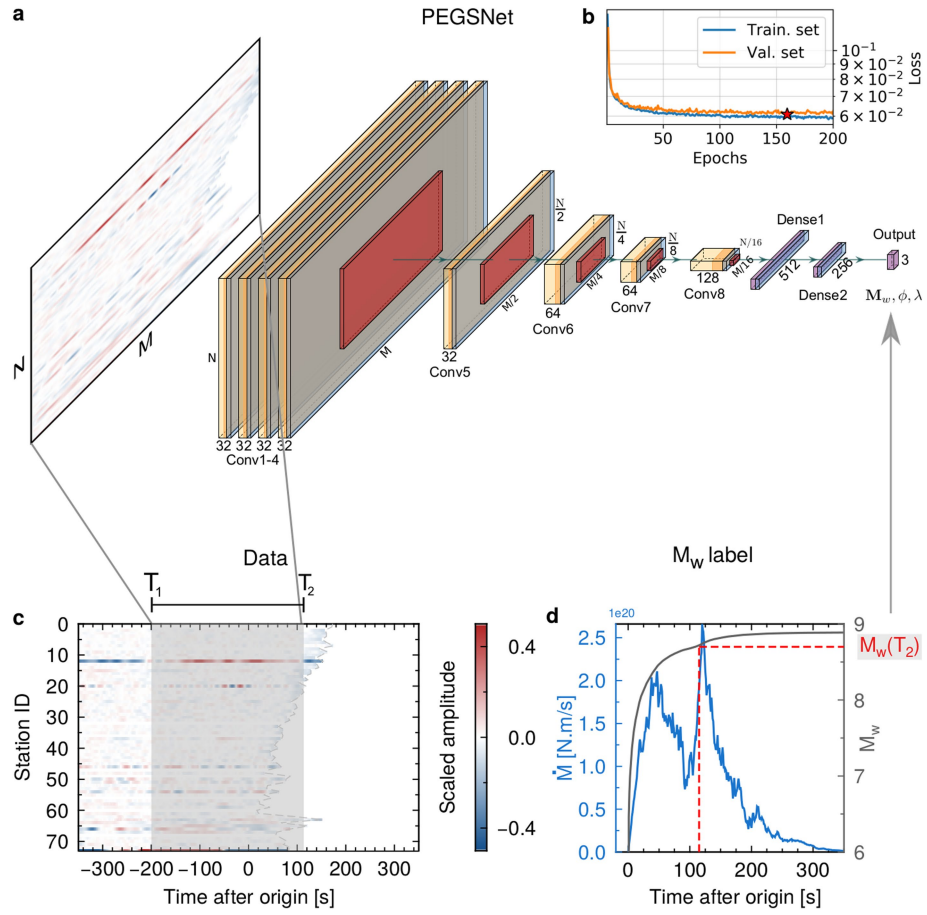 a
PEGSNet
b
Train. set
Val. set
10⁻¹
9 × 10⁻²
8 × 10⁻²
7 × 10⁻²
6 × 10⁻²
Loss
50 100 150 200
Epochs
N
M
N
32 32 32 32
Conv1-4
M
N/2
32
Conv5
M/2
N/4
64
Conv6
M/4
N/8
64
Conv7
M/8
N/16
128
Conv8
M/16
Dense1
512
256
Dense2
Output
3
M_w, ϕ, λ
Data
T₁ T₂
M_w label
c
0
10
20
30
40
50
60
70
Station ID
−300 −200 −100 0 100 200 300
Time after origin [s]
0.4
0.0
−0.4
Scaled amplitude
d
1e20
2.5
2.0
1.5
1.0
0.50
0.0
Ṁ [N.m/s]
0 100 200 300
Time after origin [s]
9
8
7
6
M_w
M_w(T₂)